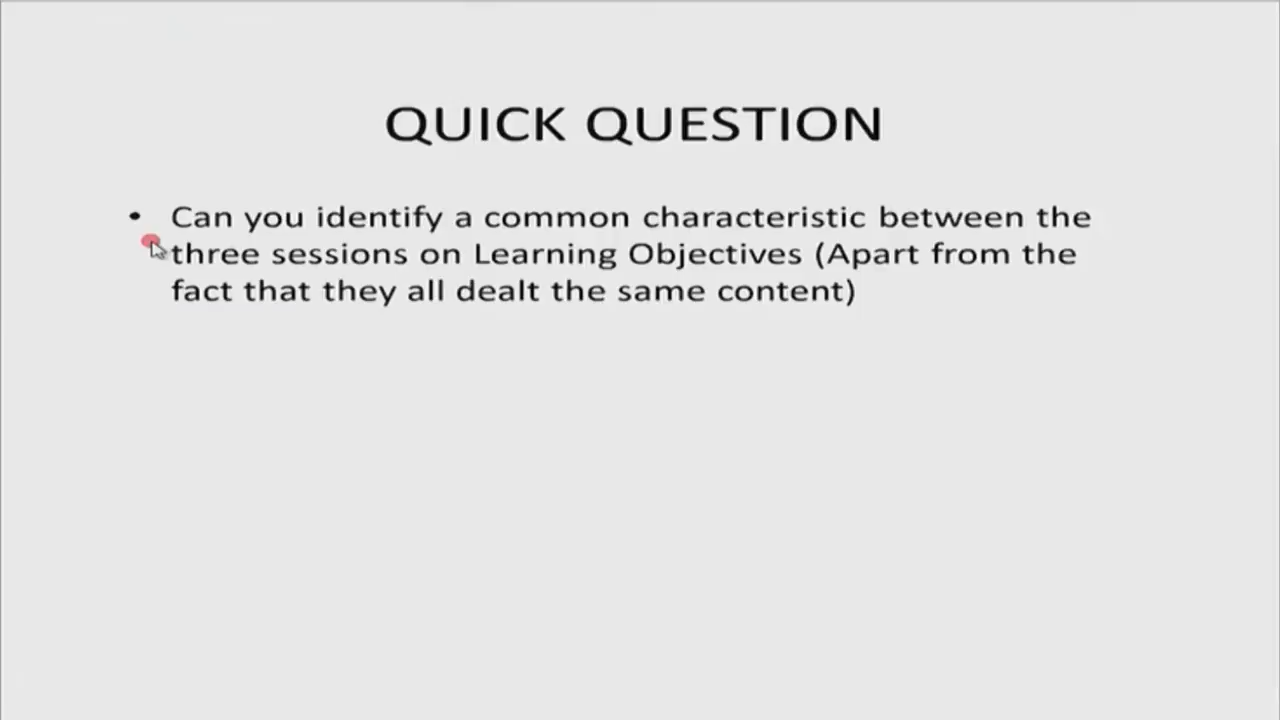 QUICK QUESTION
• Can you identify a common characteristic between the
three sessions on Learning Objectives (Apart from the
fact that they all dealt the same content)